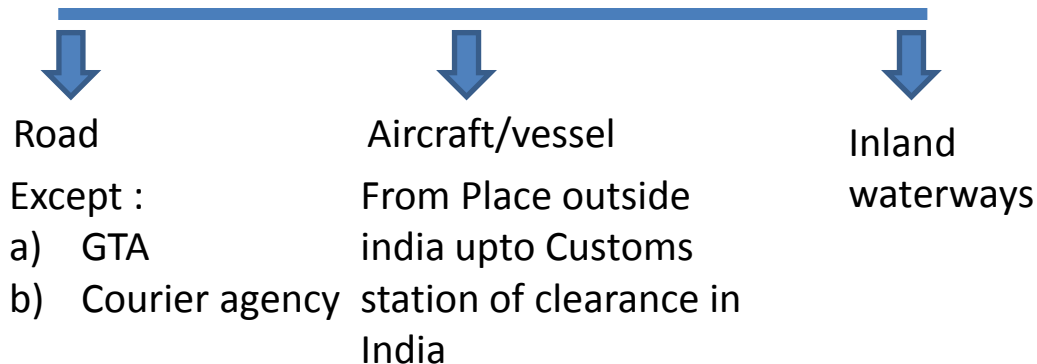 Road
Except :
a) GTA
b) Courier agency
Aircraft/vessel
From Place outside
india upto Customs
station of clearance in
India
Inland
waterways